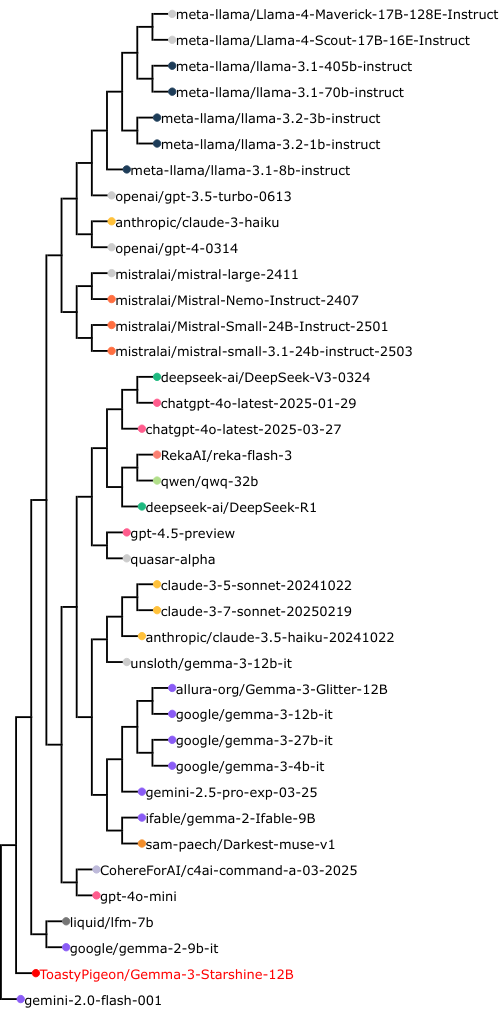 meta-llama/Llama-4-Maverick-17B-128E-Instruct
meta-llama/Llama-4-Scout-17B-16E-Instruct
meta-llama/llama-3.1-405b-instruct
meta-llama/llama-3.1-70b-instruct
meta-llama/llama-3.2-3b-instruct
meta-llama/llama-3.2-1b-instruct
meta-llama/llama-3.1-8b-instruct
openai/gpt-3.5-turbo-0613
anthropic/claude-3-haiku
openai/gpt-4-0314
mistralai/mistral-large-2411
mistralai/Mistral-Nemo-Instruct-2407
mistralai/Mistral-Small-24B-Instruct-2501
mistralai/mistral-small-3.1-24b-instruct-2503
deepseek-ai/DeepSeek-V3-0324
chatgpt-4o-latest-2025-01-29
chatgpt-4o-latest-2025-03-27
RekaAI/reka-flash-3
qwen/qwq-32b
deepseek-ai/DeepSeek-R1
gpt-4.5-preview
quasar-alpha
claude-3-5-sonnet-20241022
claude-3-7-sonnet-20250219
anthropic/claude-3.5-haiku-20241022
unsloth/gemma-3-12b-it
allura-org/Gemma-3-Glitter-12B
google/gemma-3-12b-it
google/gemma-3-27b-it
google/gemma-3-4b-it
gemini-2.5-pro-exp-03-25
ifable/gemma-2-Ifable-9B
sam-paech/Darkest-muse-v1
CohereForAI/c4ai-command-a-03-2025
gpt-4o-mini
liquid/lfm-7b
google/gemma-2-9b-it
ToastyPigeon/Gemma-3-Starshine-12B
gemini-2.0-flash-001